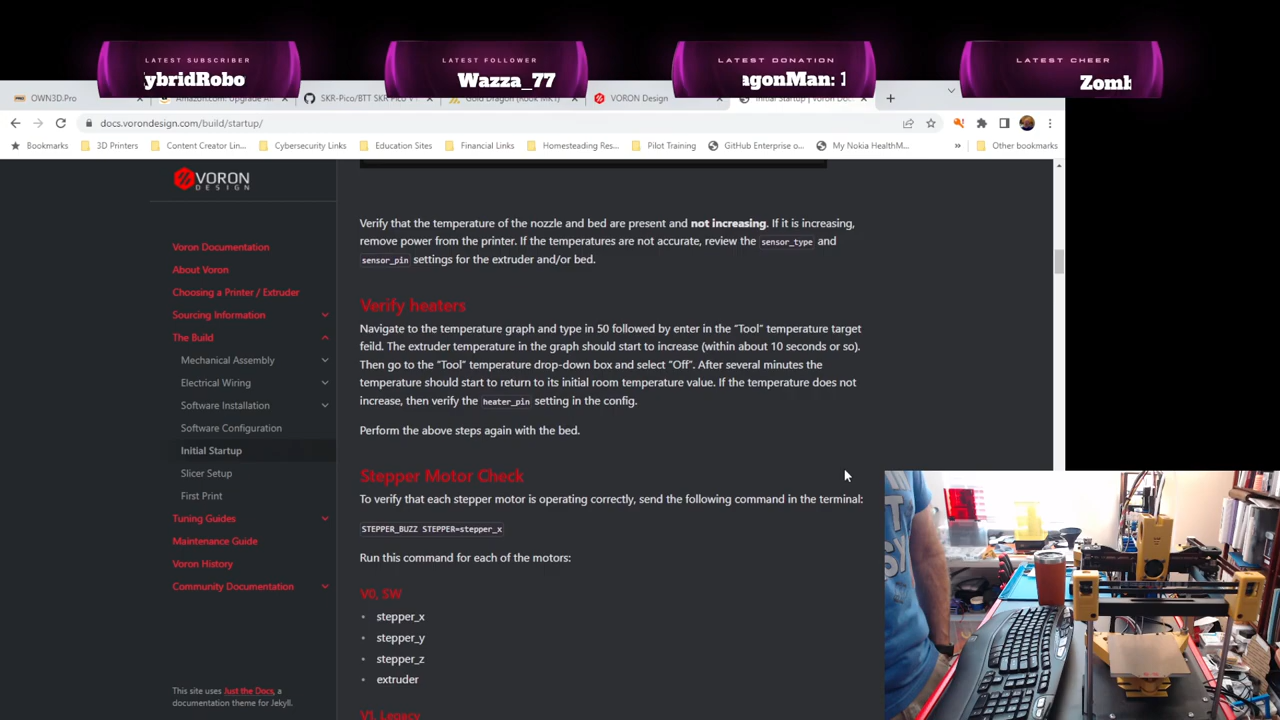 LATEST SUBSCRIBER
LATEST FOLLOWER
LATEST DONATION
LATEST CHEER
ybridRobo
Wazza_77
agonMan: 1
Zomb
OWN3D.Pro
Amazon.com: Upgrade A
SKR-Pico/BTT SKR Pico V
Gold Dragon (Rook MK1)
VORON Design
Initial Startup | Voron Do
docs.vorondesign.com/build/startup/
Bookmarks
3D Printers
Content Creator Lin...
Cybersecurity Links
Education Sites
Financial Links
Homesteading Res...
Pilot Training
GitHub Enterprise o...
My Nokia HealthM...
»
Other bookmarks
VORON
DESIGN
Voron Documentation
About Voron
Choosing a Printer / Extruder
Sourcing Information
The Build
Mechanical Assembly
Electrical Wiring
Software Installation
Software Configuration
Initial Startup
Slicer Setup
First Print
Tuning Guides
Maintenance Guide
Voron History
Community Documentation
This site uses Just the Docs, a
documentation theme for Jekyll.
Verify that the temperature of the nozzle and bed are present and not increasing. If it is increasing,
remove power from the printer. If the temperatures are not accurate, review the sensor_type and
sensor_pin settings for the extruder and/or bed.
Verify heaters
Navigate to the temperature graph and type in 50 followed by enter in the “Tool” temperature target
feild. The extruder temperature in the graph should start to increase (within about 10 seconds or so).
Then go to the “Tool” temperature drop-down box and select “Off”. After several minutes the
temperature should start to return to its initial room temperature value. If the temperature does not
increase, then verify the heater_pin setting in the config.
Perform the above steps again with the bed.
Stepper Motor Check
To verify that each stepper motor is operating correctly, send the following command in the terminal:
STEPPER_BUZZ STEPPER=stepper_x
Run this command for each of the motors:
V0, SW
• stepper_x
• stepper_y
• stepper_z
• extruder
V1, Legacy